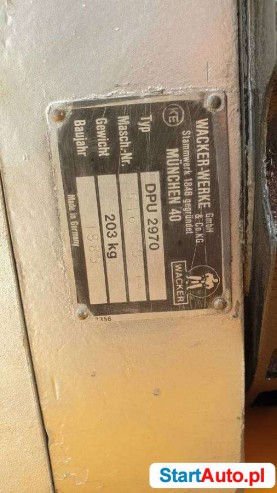 WACKER-WERKE GmbH & Co. KG
Stammwerk 1848 gegründet
MÜNCHEN 40
KE
WACKER
Typ DPU 2970
Masch.-Nr.
Gewicht 203 kg
Baujahr
Made in Germany
StartAuto.pl